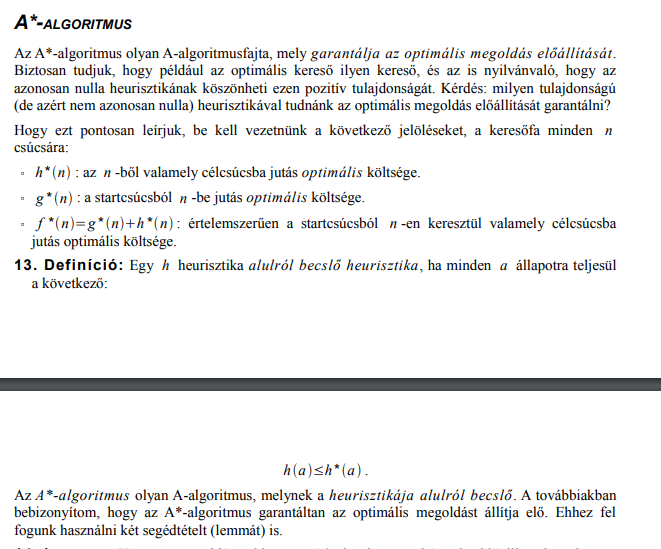 A*-ALGORITMUS
Az A*-algoritmus olyan A-algoritmusfajta, mely garantálja az optimális megoldás előállítását.
Biztosan tudjuk, hogy például az optimális kereső ilyen kereső, és az is nyilvánvaló, hogy az
azonosan nulla heurisztikának köszönheti ezen pozitív tulajdonságát. Kérdés: milyen tulajdonságú
(de azért nem azonosan nulla) heurisztikával tudnánk az optimális megoldás előállítását garantálni?
Hogy ezt pontosan leírjuk, be kell vezetnünk a következő jelöléseket, a keresőfa minden n
csúcsára:
▫ h*(n) : az n -ből valamely célcsúcsba jutás optimális költsége.
▫ g*(n) : a startcsúcsból n -be jutás optimális költsége.
▫ f*(n)=g*(n)+h*(n) : értelemszerűen a startcsúcsból n -en keresztül valamely célcsúcsba
jutás optimális költsége.
13. Definíció: Egy h heurisztika alulról becslő heurisztika, ha minden a állapotra teljesül
a következő:
h(a)≤h*(a) .
Az A*-algoritmus olyan A-algoritmus, melynek a heurisztikája alulról becslő. A továbbiakban
bebizonyítom, hogy az A*-algoritmus garantáltan az optimális megoldást állítja elő. Ehhez fel
fogunk használni két segédtételt (lemmát) is.